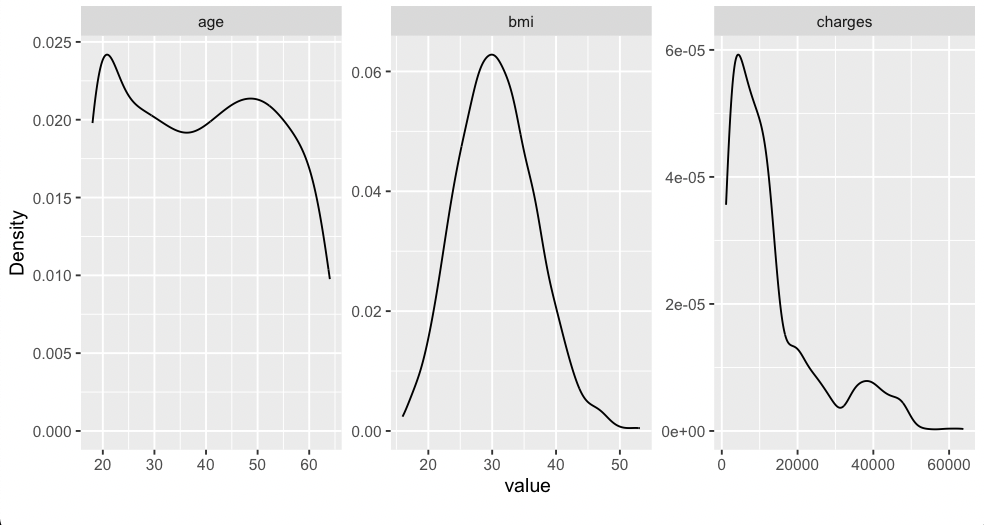 age
bmi
charges
Density
0.025
0.020
0.015
0.010
0.005
0.000
20 30 40 50 60
0.06
0.04
0.02
0.00
20 30 40 50
6e-05
4e-05
2e-05
0e+00
0 20000 40000 60000
value